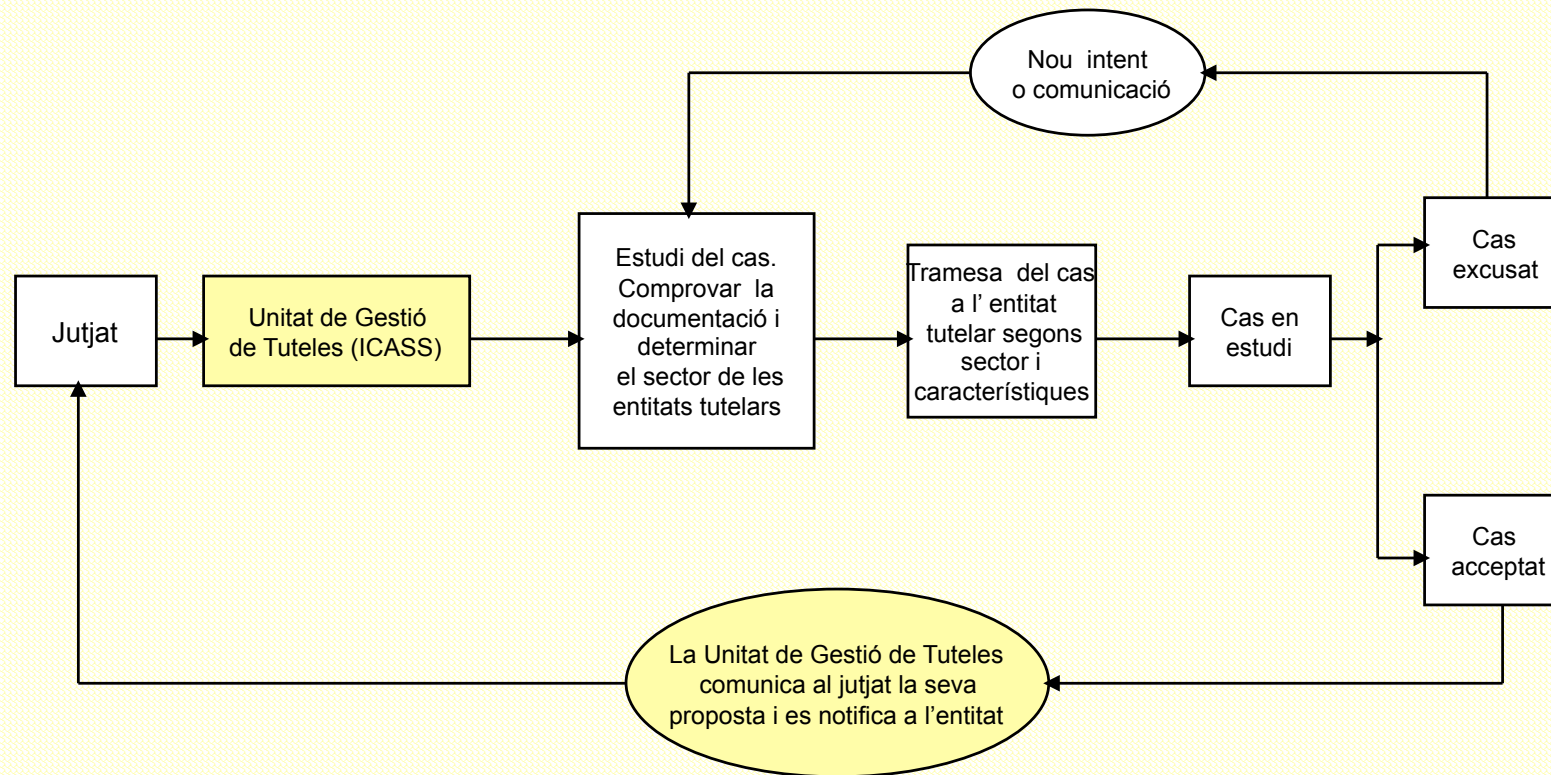 Nou intent
o comunicació
Jutjat
Unitat de Gestió
de Tuteles (ICASS)
Estudi del cas.
Comprovar la
documentació i
determinar
el sector de les
entitats tutelars
Tramesa del cas
a l' entitat
tutelar segons
sector i
característiques
Cas en
estudi
Cas
excusat
Cas
acceptat
La Unitat de Gestió de Tuteles
comunica al jutjat la seva
proposta i es notifica a l’entitat